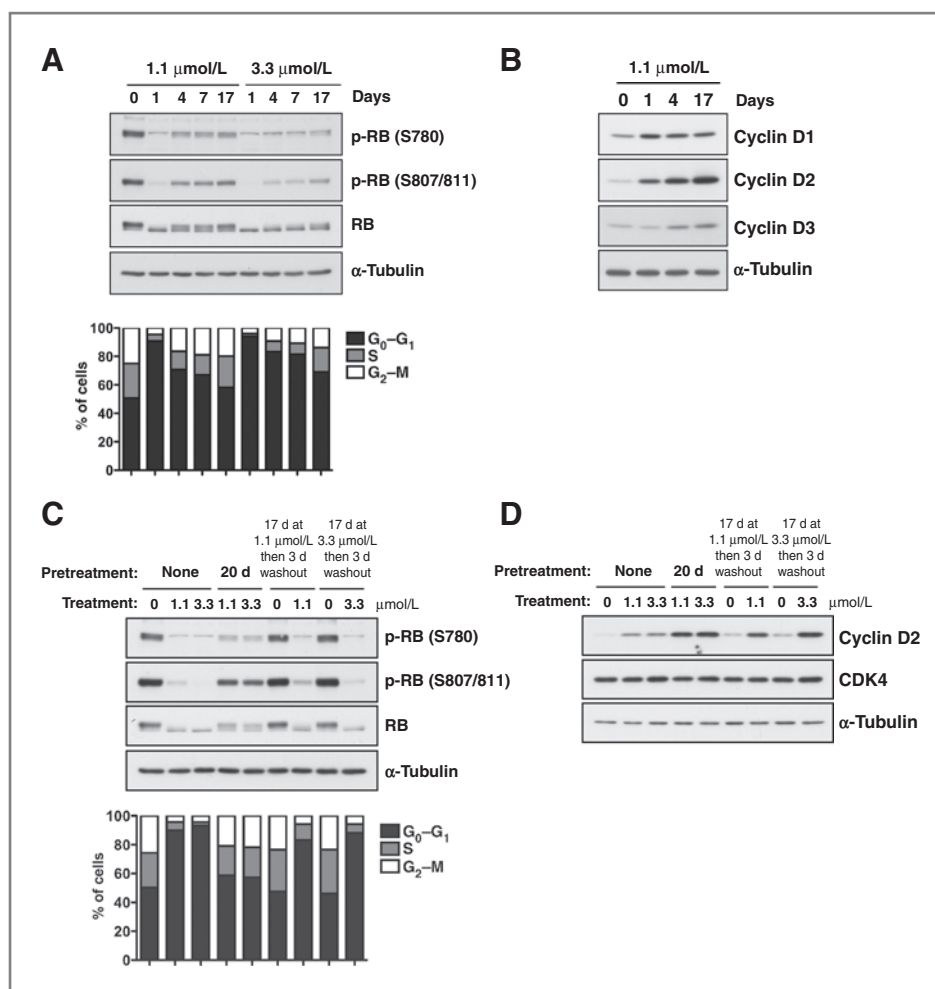 A
1.1 μmol/L 3.3 μmol/L
0 1 4 7 17 1 4 7 17 Days
p-RB (S780)
p-RB (S807/811)
RB
α-Tubulin
100
80
60
40
20
0
% of cells
G0–G1
S
G2–M
B
1.1 μmol/L
0 1 4 17 Days
Cyclin D1
Cyclin D2
Cyclin D3
α-Tubulin
C
17 d at 17 d at
1.1 μmol/L 3.3 μmol/L
then 3 d then 3 d
Pretreatment: None 20 d washout washout
Treatment: 0 1.1 3.3 1.1 3.3 0 1.1 0 3.3 μmol/L
p-RB (S780)
p-RB (S807/811)
RB
α-Tubulin
100
80
60
40
20
0
% of cells
G0–G1
S
G2–M
D
17 d at 17 d at
1.1 μmol/L 3.3 μmol/L
then 3 d then 3 d
Pretreatment: None 20 d washout washout
Treatment: 0 1.1 3.3 1.1 3.3 0 1.1 0 3.3 μmol/L
Cyclin D2
CDK4
α-Tubulin